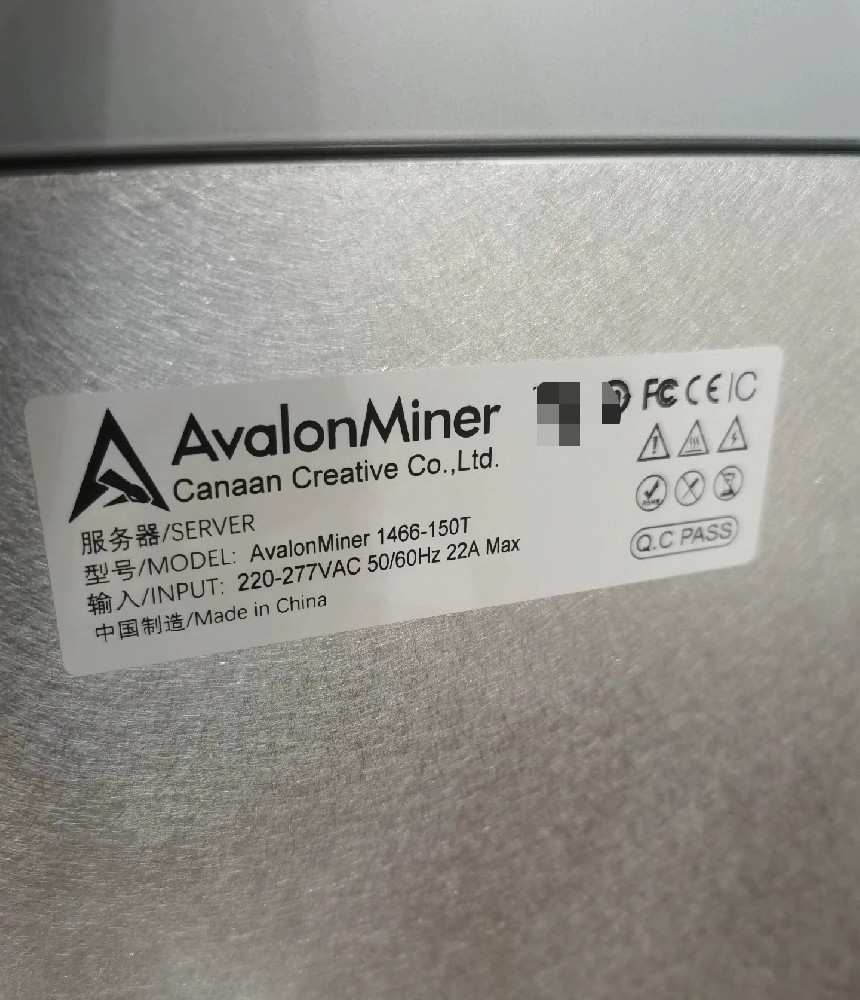 AvalonMiner
Canaan Creative Co.,Ltd.
FC CE IC
服务器/SERVER
型号/MODEL: AvalonMiner 1466-150T
输入/INPUT: 220-277VAC 50/60Hz 22A Max
中国制造/Made in China
Q.C PASS